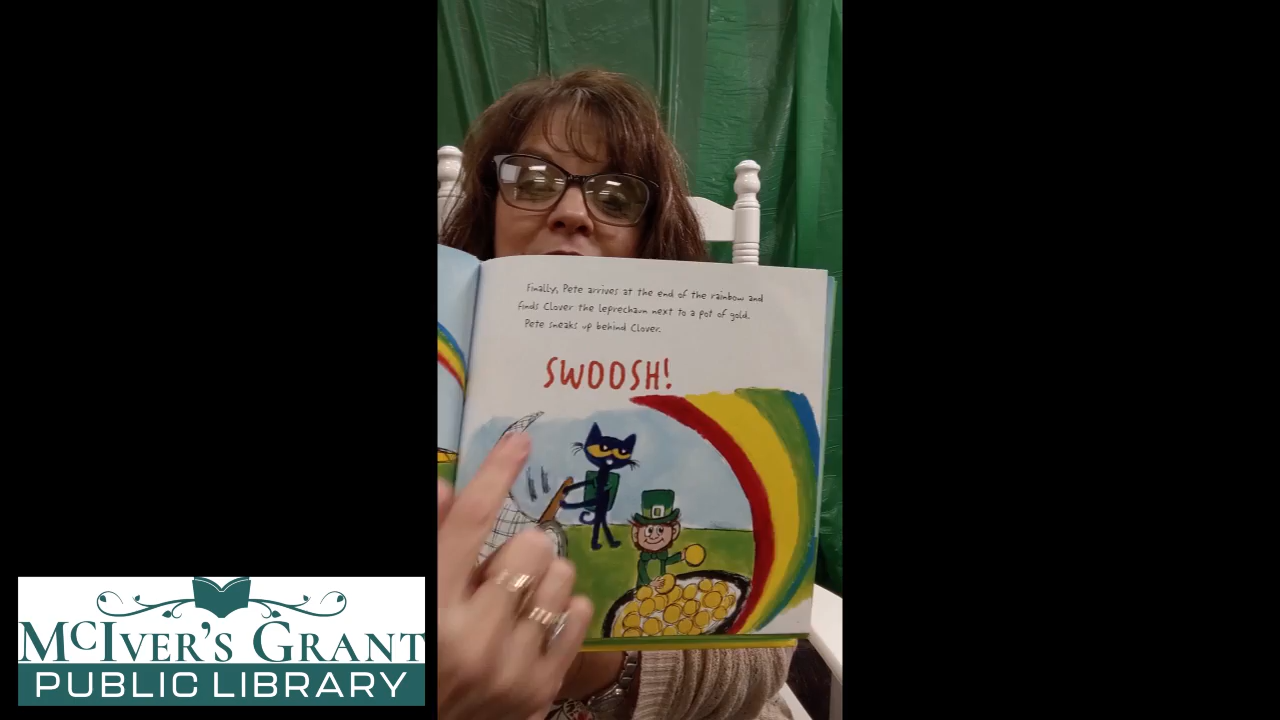 Finally, Pete arrives at the end of the rainbow and
finds Clover the leprechaun next to a pot of gold.
Pete sneaks up behind Clover.
SWOOSH!
McIver's Grant
PUBLIC LIBRARY